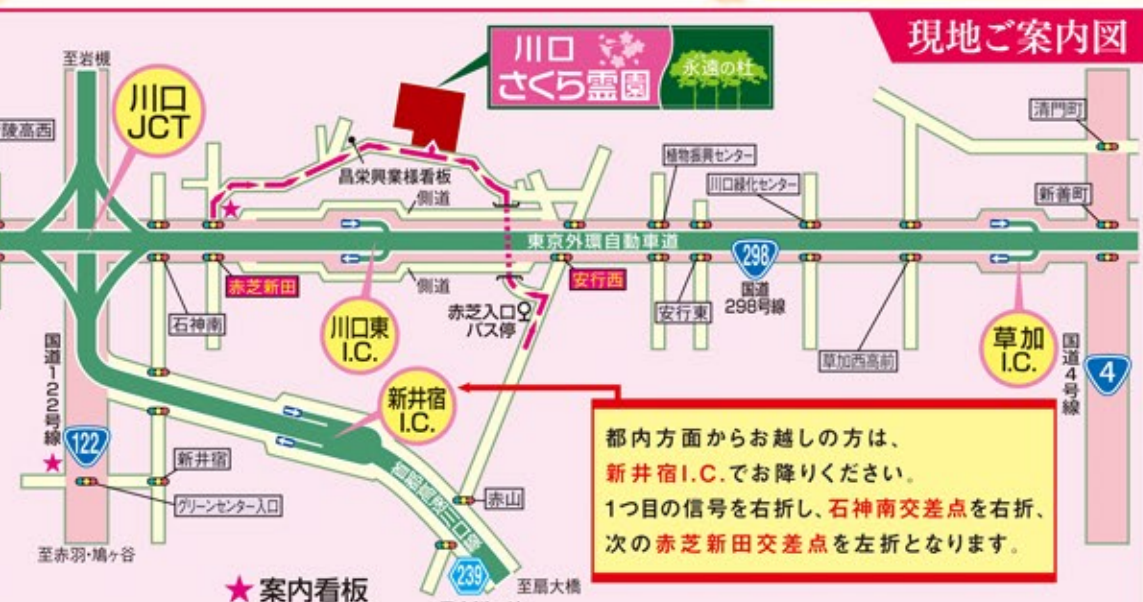 現地ご案内図
川口
さくら霊園
永遠の杜
至岩槻
川口
JCT
陵高西
清門町
昌栄興業様看板
植物振興センター
川口緑化センター
新善町
側道
東京外環自動車道
298
国道
298号線
赤芝新田
側道
安行西
石神南
川口東
I.C.
赤芝入口
バス停
安行東
草加西高前
草加
I.C.
国道4号線
4
国道122号線
122
新井宿
I.C.
新井宿
グリーンセンター入口
首都高速川口線
赤山
239
至赤羽・鳩ヶ谷
至扇大橋
★案内看板
都内方面からお越しの方は、
新井宿I.C.でお降りください。
1つ目の信号を右折し、石神南交差点を右折、
次の赤芝新田交差点を左折となります。